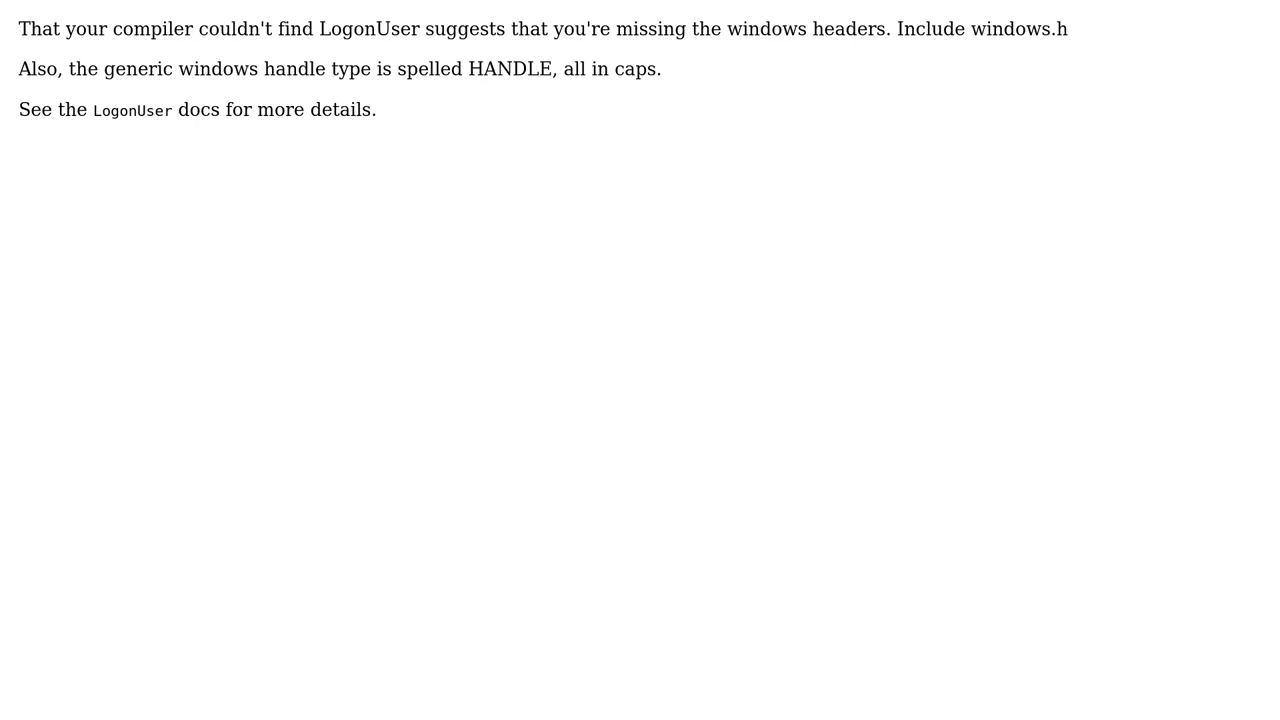 That your compiler couldn't find LogonUser suggests that you're missing the windows headers. Include windows.h
Also, the generic windows handle type is spelled HANDLE, all in caps.
See the LogonUser docs for more details.